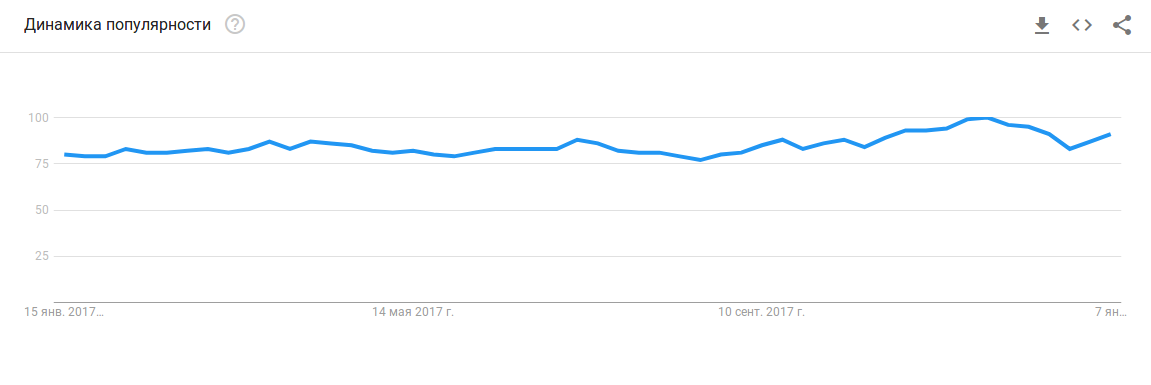 Динамика популярности ?
100
75
50
25
15 янв. 2017...
14 мая 2017 г.
10 сент. 2017 г.
7 ян...